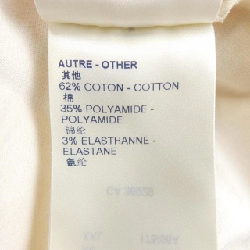 AUTRE - OTHER
其他
62% COTON - COTTON
棉
35% POLYAMIDE -
POLYAMIDE
锦纶
3% ELASTHANNE -
ELASTANE
氨纶